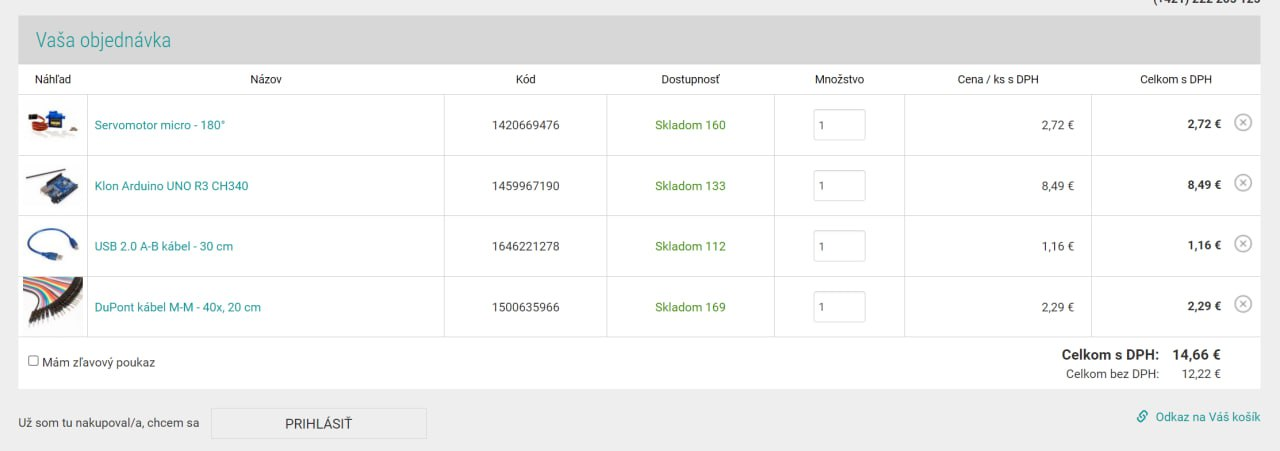 Vaša objednávka
Náhľad Názov Kód Dostupnosť Množstvo Cena / ks s DPH Celkom s DPH
Servomotor micro - 180° 1420669476 Skladom 160 1 2,72 € 2,72 €
Klon Arduino UNO R3 CH340 1459967190 Skladom 133 1 8,49 € 8,49 €
USB 2.0 A-B kábel - 30 cm 1646221278 Skladom 112 1 1,16 € 1,16 €
DuPont kábel M-M - 40x, 20 cm 1500635966 Skladom 169 1 2,29 € 2,29 €
Mám zľavový poukaz
Celkom s DPH: 14,66 €
Celkom bez DPH: 12,22 €
Už som tu nakupoval/a, chcem sa PRIHLÁSIŤ
Odkaz na Váš košík